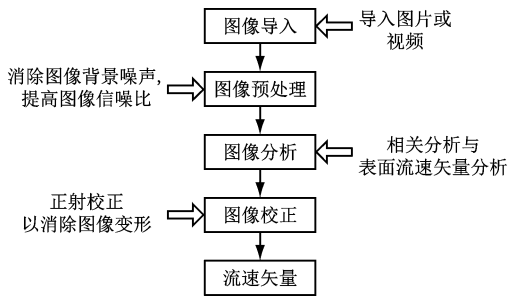 图像导入
导入图片或
视频
消除图像背景噪声,
提高图像信噪比
图像预处理
图像分析
相关分析与
表面流速矢量分析
正射校正
以消除图像变形
图像校正
流速矢量